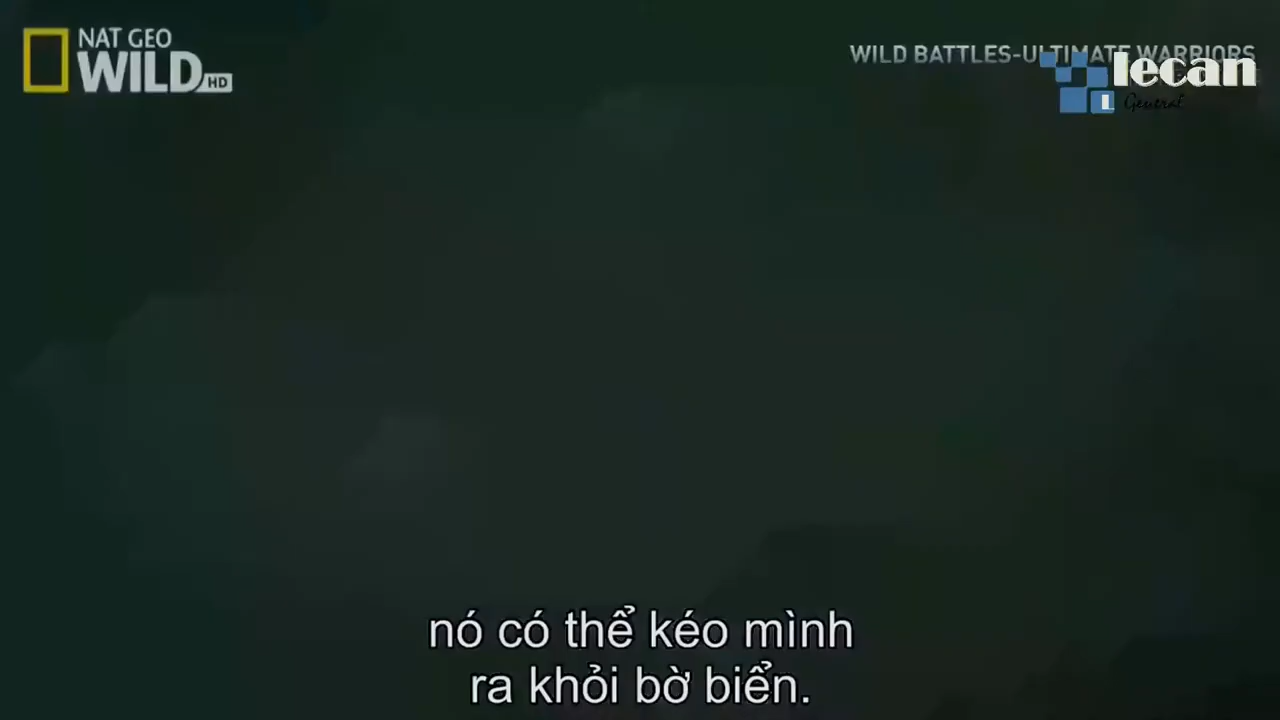 NAT GEO
WILD HD
WILD BATTLES-ULTIMATE WARRIORS
lecan
L General
nó có thể kéo mình
ra khỏi bờ biển.